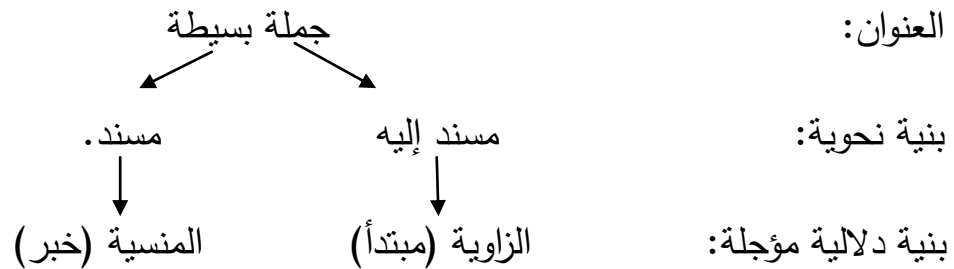 العنوان: جملة بسيطة
بنية نحوية: مسند إليه مسند.
بنية دلالية مؤجلة: الزاوية (مبتدأ) المنسية (خبر)